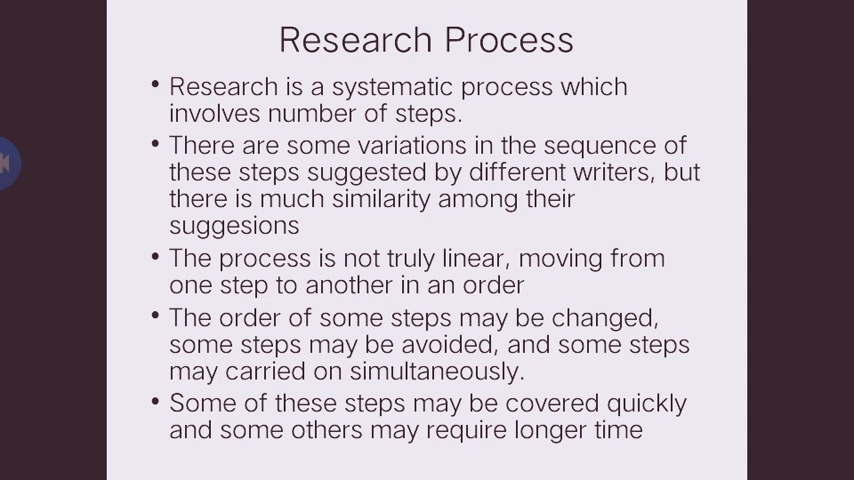 Research Process
• Research is a systematic process which
involves number of steps.
• There are some variations in the sequence of
these steps suggested by different writers, but
there is much similarity among their
suggesions
• The process is not truly linear, moving from
one step to another in an order
• The order of some steps may be changed,
some steps may be avoided, and some steps
may carried on simultaneously.
• Some of these steps may be covered quickly
and some others may require longer time